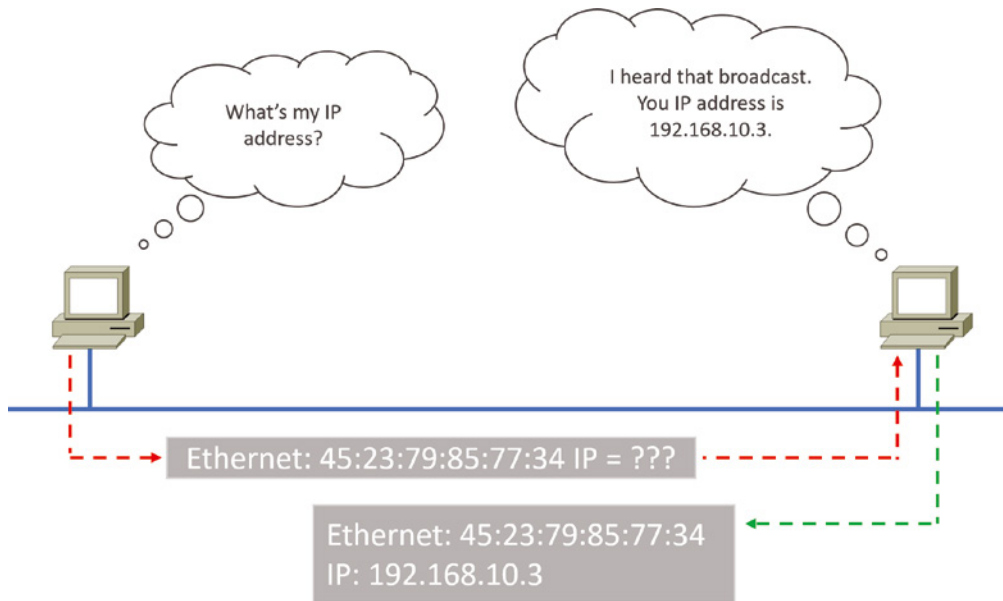 What's my IP
address?
I heard that broadcast.
You IP address is
192.168.10.3.
Ethernet: 45:23:79:85:77:34 IP = ???
Ethernet: 45:23:79:85:77:34
IP: 192.168.10.3